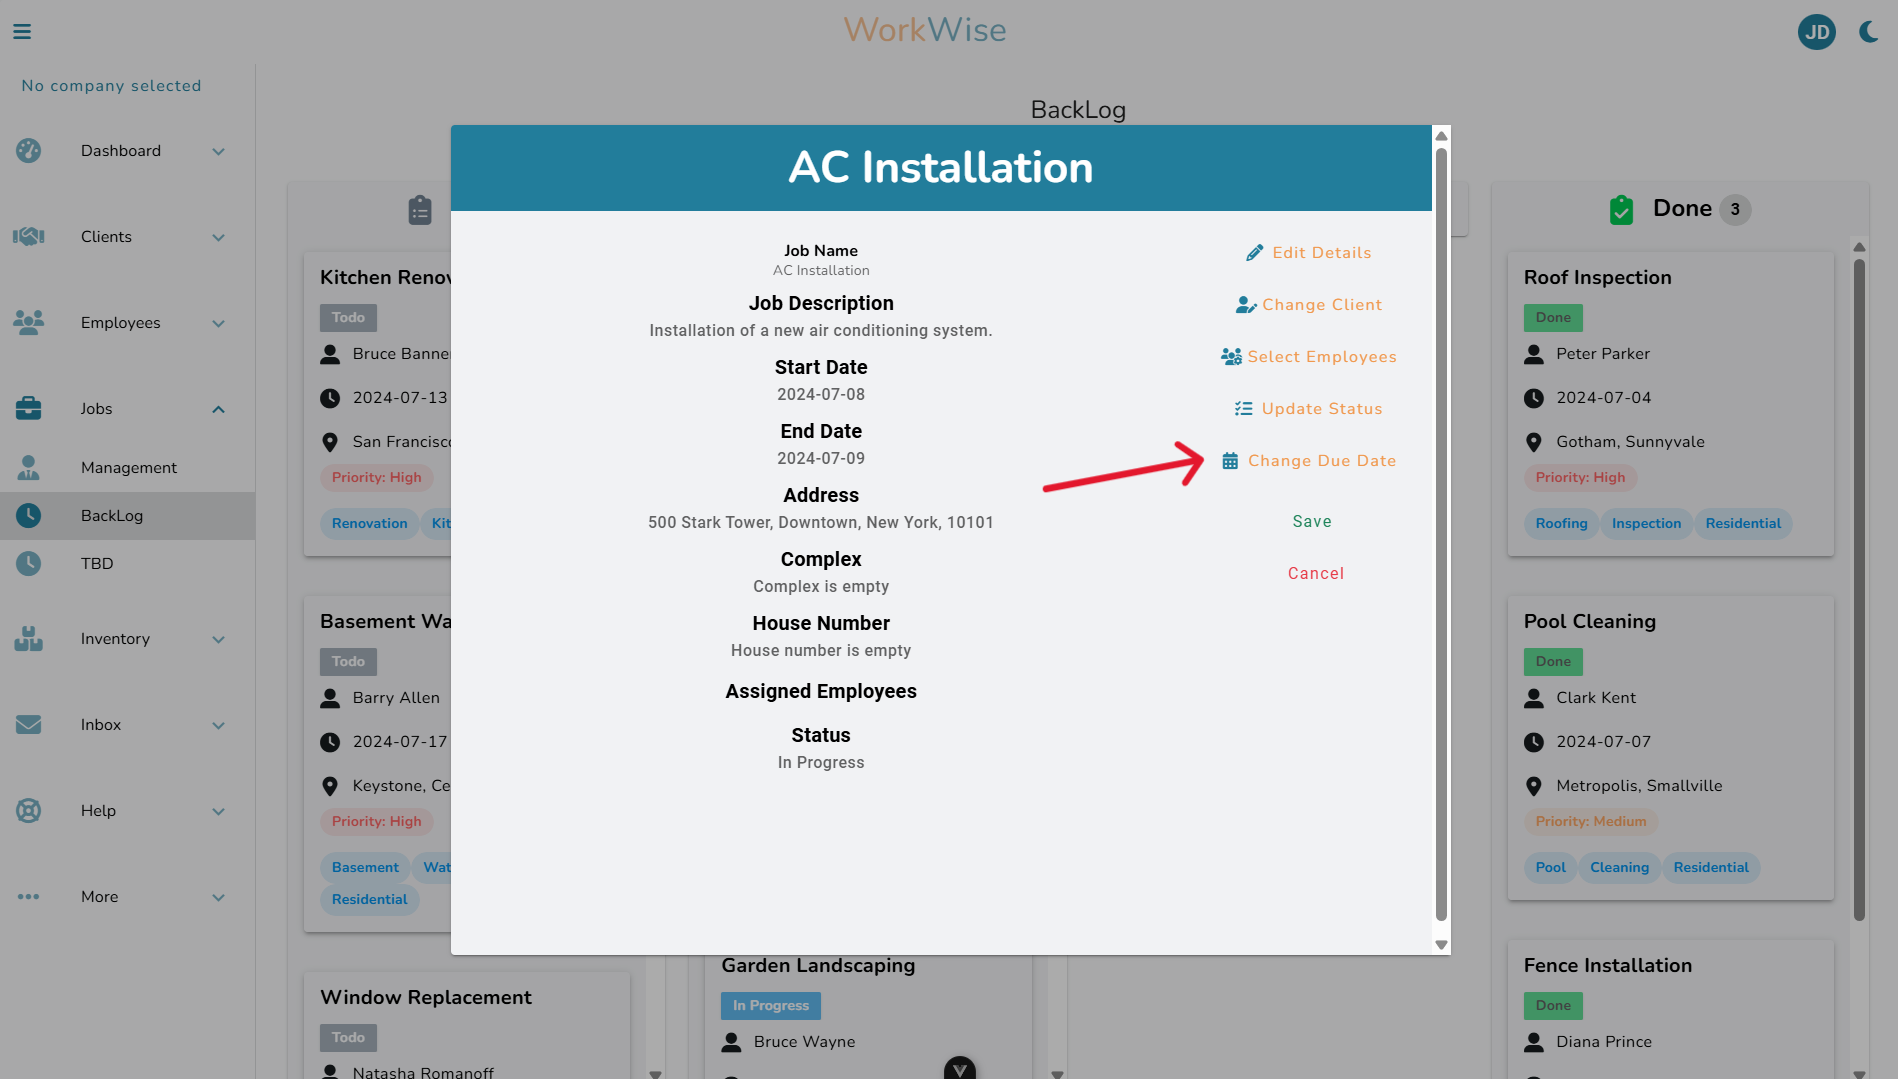 WorkWise
JD
No company selected
Dashboard
Clients
Employees
Jobs
Management
BackLog
TBD
Inventory
Inbox
Help
More
BackLog
Kitchen Renov
Todo
Bruce Banne
2024-07-13
San Francisc
Priority: High
Renovation Kit
Basement Wa
Todo
Barry Allen
2024-07-17
Keystone, Ce
Priority: High
Basement Wat
Residential
Window Replacement
Todo
Natasha Romanoff
AC Installation
Job Name
AC Installation
Job Description
Installation of a new air conditioning system.
Start Date
2024-07-08
End Date
2024-07-09
Address
500 Stark Tower, Downtown, New York, 10101
Complex
Complex is empty
House Number
House number is empty
Assigned Employees
Status
In Progress
Edit Details
Change Client
Select Employees
Update Status
Change Due Date
Save
Cancel
Garden Landscaping
In Progress
Bruce Wayne
Done 3
Roof Inspection
Done
Peter Parker
2024-07-04
Gotham, Sunnyvale
Priority: High
Roofing Inspection Residential
Pool Cleaning
Done
Clark Kent
2024-07-07
Metropolis, Smallville
Priority: Medium
Pool Cleaning Residential
Fence Installation
Done
Diana Prince